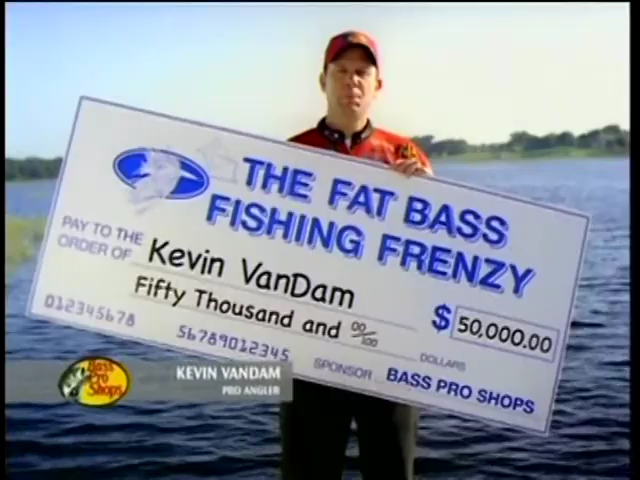 THE FAT BASS
FISHING FRENZY
PAY TO THE
ORDER OF
Kevin VanDam
Fifty Thousand and 00/100
DOLLARS
$ 50,000.00
012345678
56789012345
SPONSOR BASS PRO SHOPS
Bass
Pro
Shops
KEVIN VANDAM
PRO ANGLER